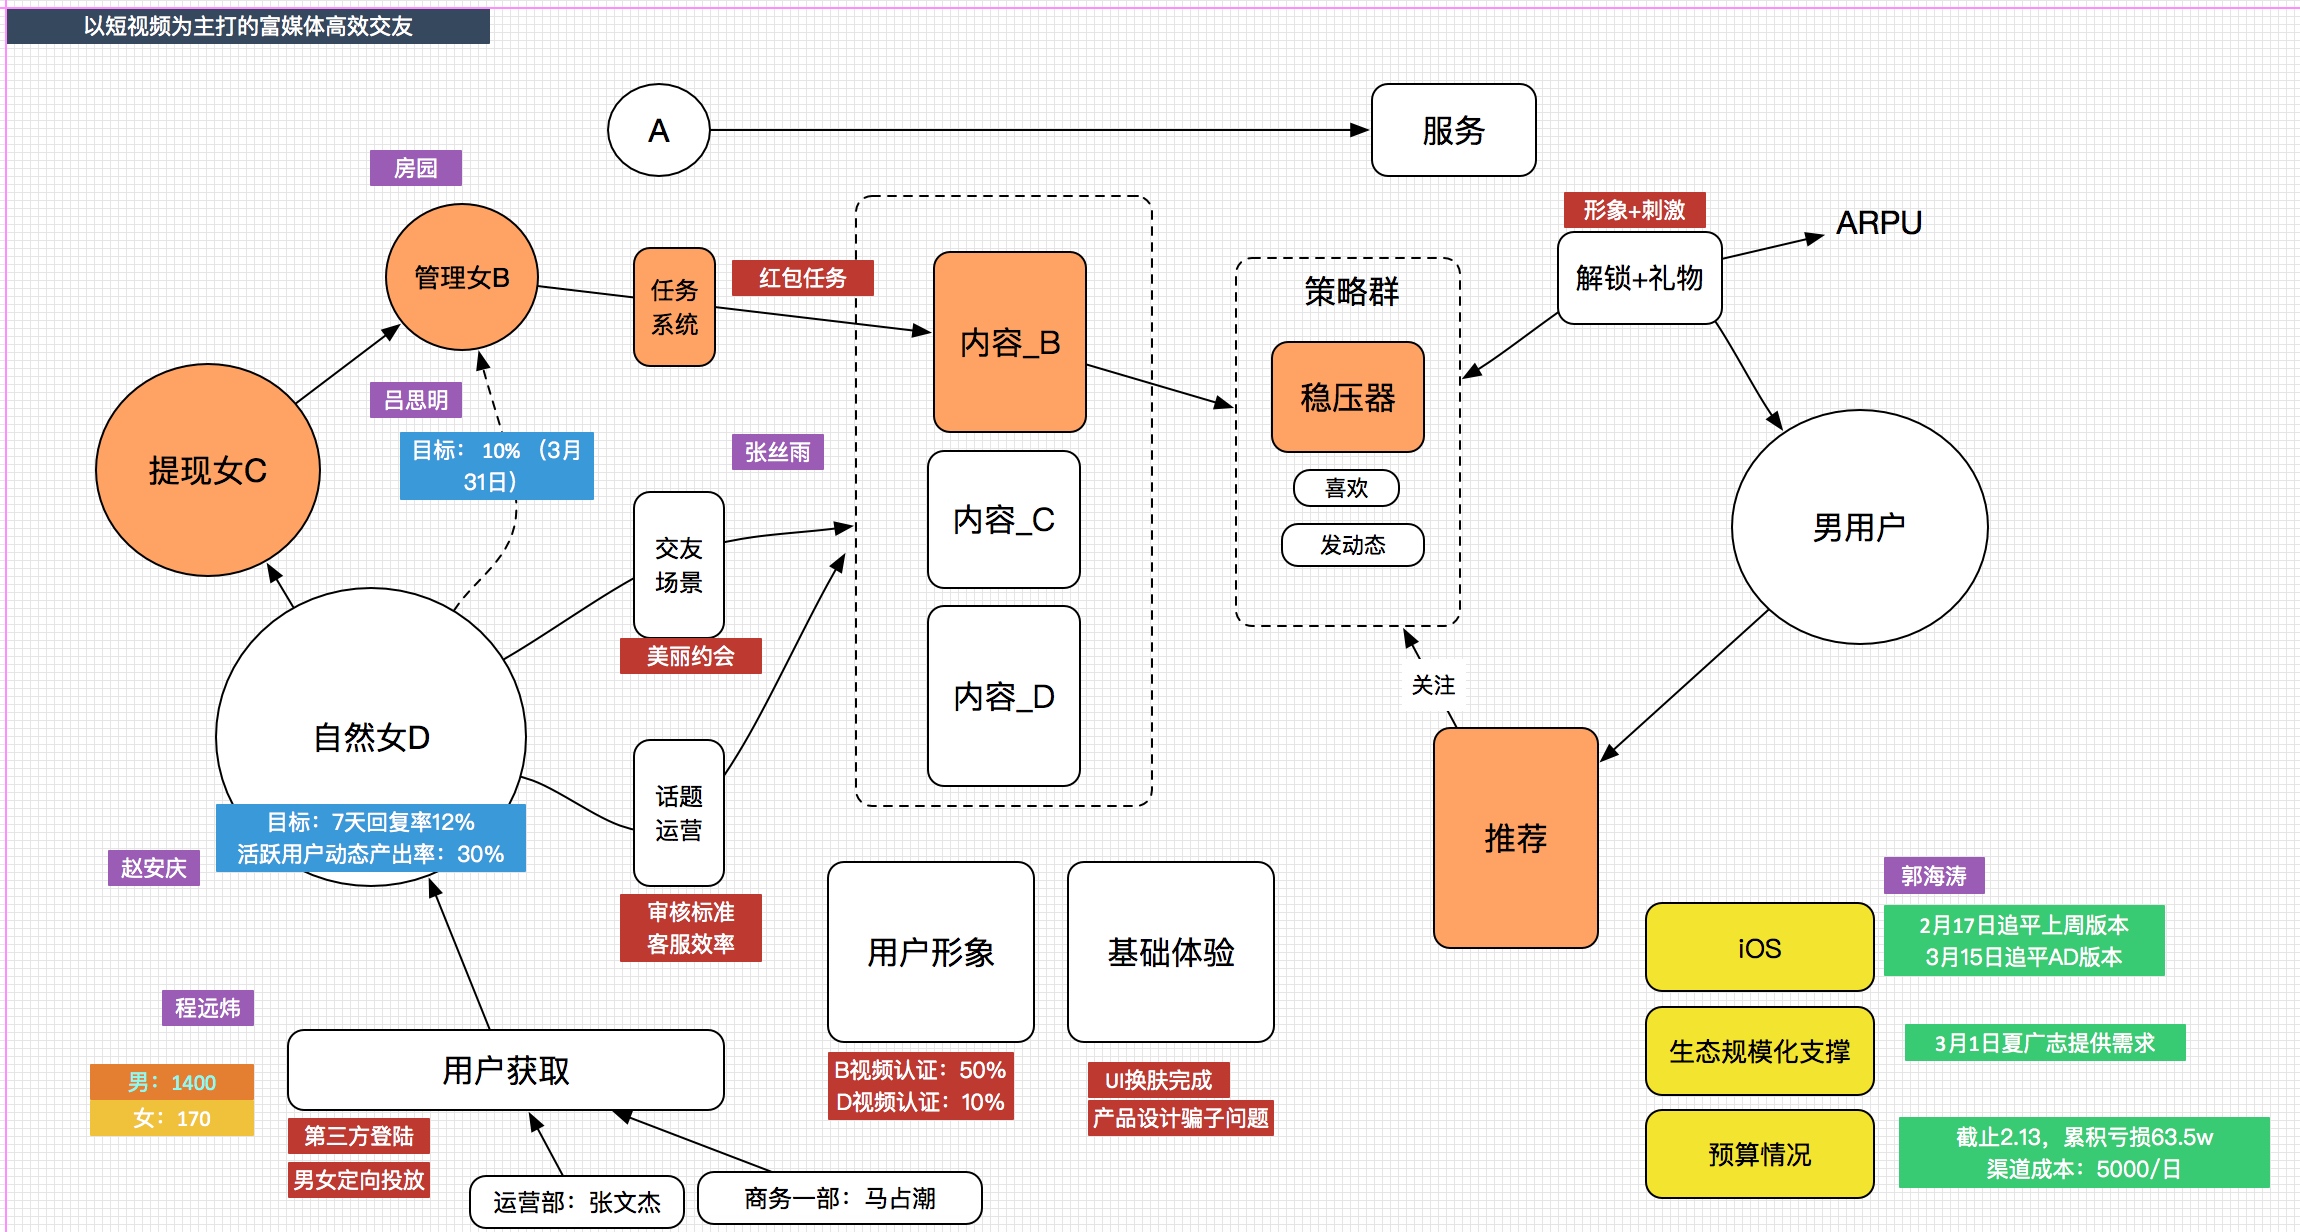 以短视频为主打的富媒体高效交友
A
服务
房园
形象+刺激
ARPU
管理女B
任务
系统
红包任务
内容_B
策略群
解锁+礼物
稳压器
吕思明
目标： 10%（3月
31日）
张丝雨
提现女C
喜欢
内容_C
交友
场景
发动态
男用户
美丽约会
关注
内容_D
自然女D
话题
运营
目标：7天回复率12%
活跃用户动态产出率：30%
推荐
赵安庆
郭海涛
审核标准
客服效率
用户形象
基础体验
iOS
2月17日追平上周版本
3月15日追平AD版本
程远炜
用户获取
生态规模化支撑
3月1日夏广志提供需求
男：1400
女：170
B视频认证：50%
D视频认证：10%
UI换肤完成
产品设计骗子问题
第三方登陆
男女定向投放
预算情况
截止2.13，累积亏损63.5w
渠道成本：5000/日
运营部：张文杰
商务一部：马占潮